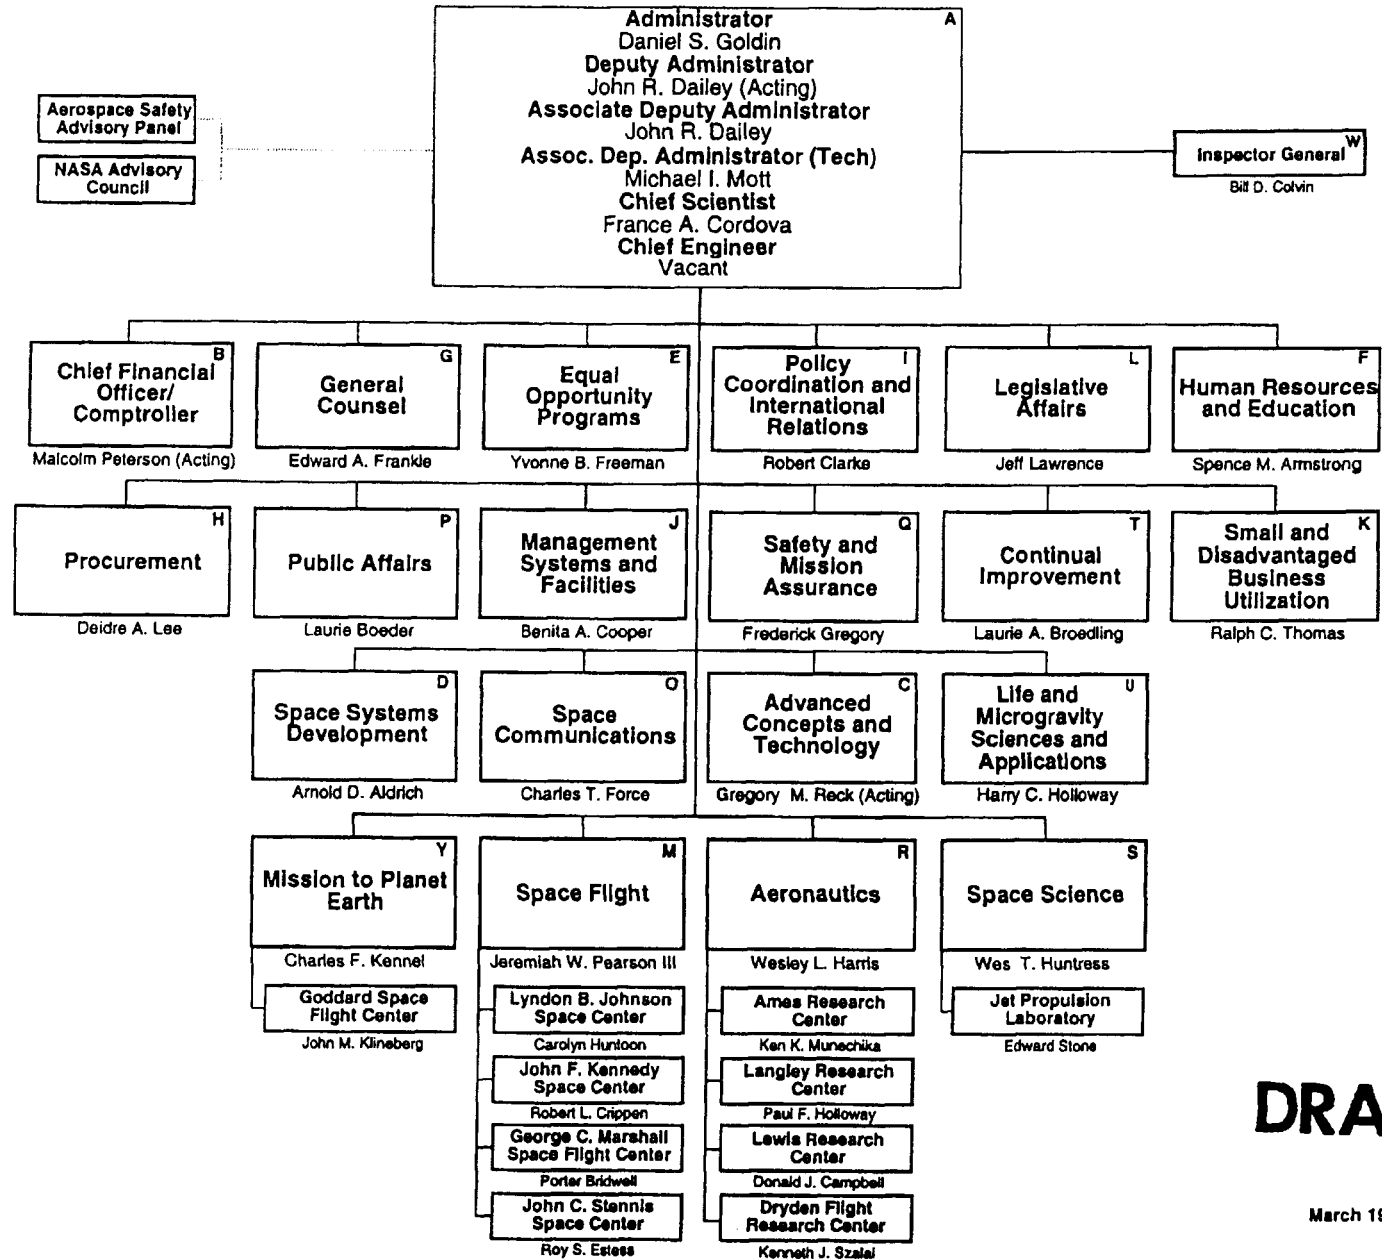 Administrator
A
Daniel S. Goldin
Deputy Administrator
John R. Dailey (Acting)
Associate Deputy Administrator
John R. Dailey
Assoc. Dep. Administrator (Tech)
Michael I. Mott
Chief Scientist
France A. Cordova
Chief Engineer
Vacant
Aerospace Safety
Advisory Panel
NASA Advisory
Council
Inspector General W
Bill D. Colvin
B
Chief Financial
Officer/
Comptroller
Malcolm Peterson (Acting)
G
General
Counsel
Edward A. Frankle
E
Equal
Opportunity
Programs
Yvonne B. Freeman
I
Policy
Coordination and
International
Relations
Robert Clarke
L
Legislative
Affairs
Jeff Lawrence
F
Human Resources
and Education
Spence M. Armstrong
H
Procurement
Deidre A. Lee
P
Public Affairs
Laurie Boeder
J
Management
Systems and
Facilities
Benita A. Cooper
Q
Safety and
Mission
Assurance
Frederick Gregory
T
Continual
Improvement
Laurie A. Broedling
K
Small and
Disadvantaged
Business
Utilization
Ralph C. Thomas
D
Space Systems
Development
Arnold D. Aldrich
O
Space
Communications
Charles T. Force
C
Advanced
Concepts and
Technology
Gregory M. Reck (Acting)
U
Life and
Microgravity
Sciences and
Applications
Harry C. Holloway
Y
Mission to Planet
Earth
Charles F. Kennel
Goddard Space
Flight Center
John M. Klineberg
M
Space Flight
Jeremiah W. Pearson III
Lyndon B. Johnson
Space Center
Carolyn Huntoon
John F. Kennedy
Space Center
Robert L. Crippen
George C. Marshall
Space Flight Center
Porter Bridwell
John C. Stennis
Space Center
Roy S. Estess
R
Aeronautics
Wesley L. Harris
Ames Research
Center
Ken K. Munechika
Langley Research
Center
Paul F. Holloway
Lewis Research
Center
Donald J. Campbell
Dryden Flight
Research Center
Kenneth J. Szalai
S
Space Science
Wes T. Huntress
Jet Propulsion
Laboratory
Edward Stone
DRA
March 19